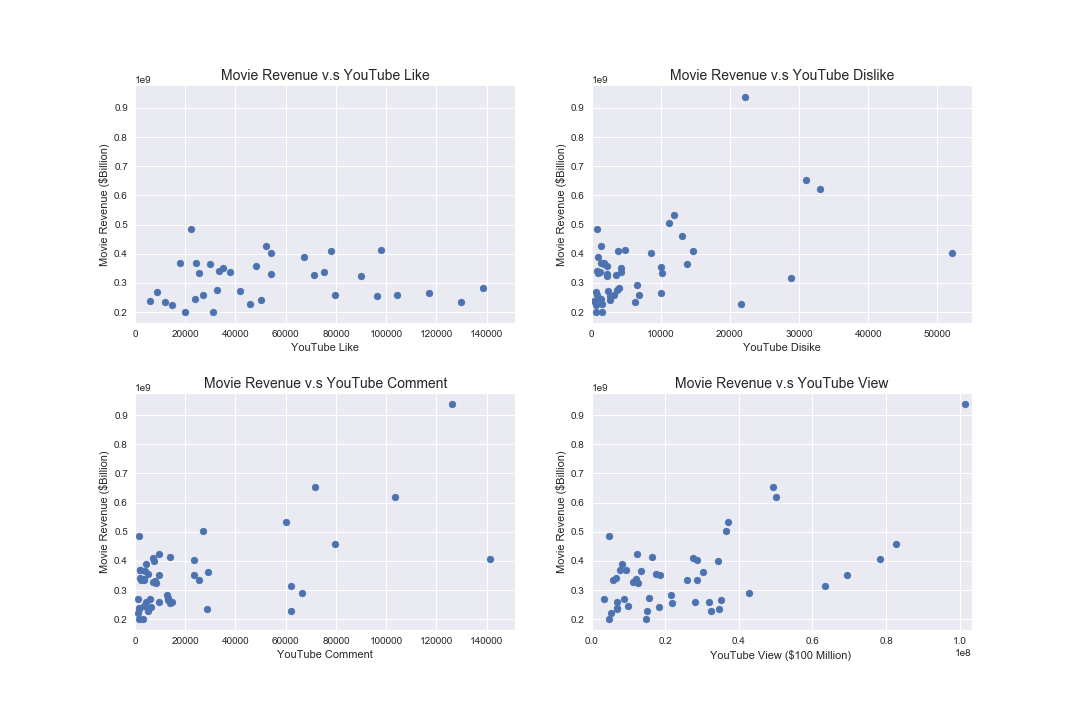 Movie Revenue v.s YouTube Like
1e9
0.9
0.8
0.7
0.6
0.5
0.4
0.3
0.2
Movie Revenue ($Billion)
0 20000 40000 60000 80000 100000 120000 140000
YouTube Like
Movie Revenue v.s YouTube Dislike
1e9
0.9
0.8
0.7
0.6
0.5
0.4
0.3
0.2
Movie Revenue ($Billion)
0 10000 20000 30000 40000 50000
YouTube Disike
Movie Revenue v.s YouTube Comment
1e9
0.9
0.8
0.7
0.6
0.5
0.4
0.3
0.2
Movie Revenue ($Billion)
0 20000 40000 60000 80000 100000 120000 140000
YouTube Comment
Movie Revenue v.s YouTube View
1e9
0.9
0.8
0.7
0.6
0.5
0.4
0.3
0.2
Movie Revenue ($Billion)
0.0 0.2 0.4 0.6 0.8 1.0
1e8
YouTube View ($100 Million)